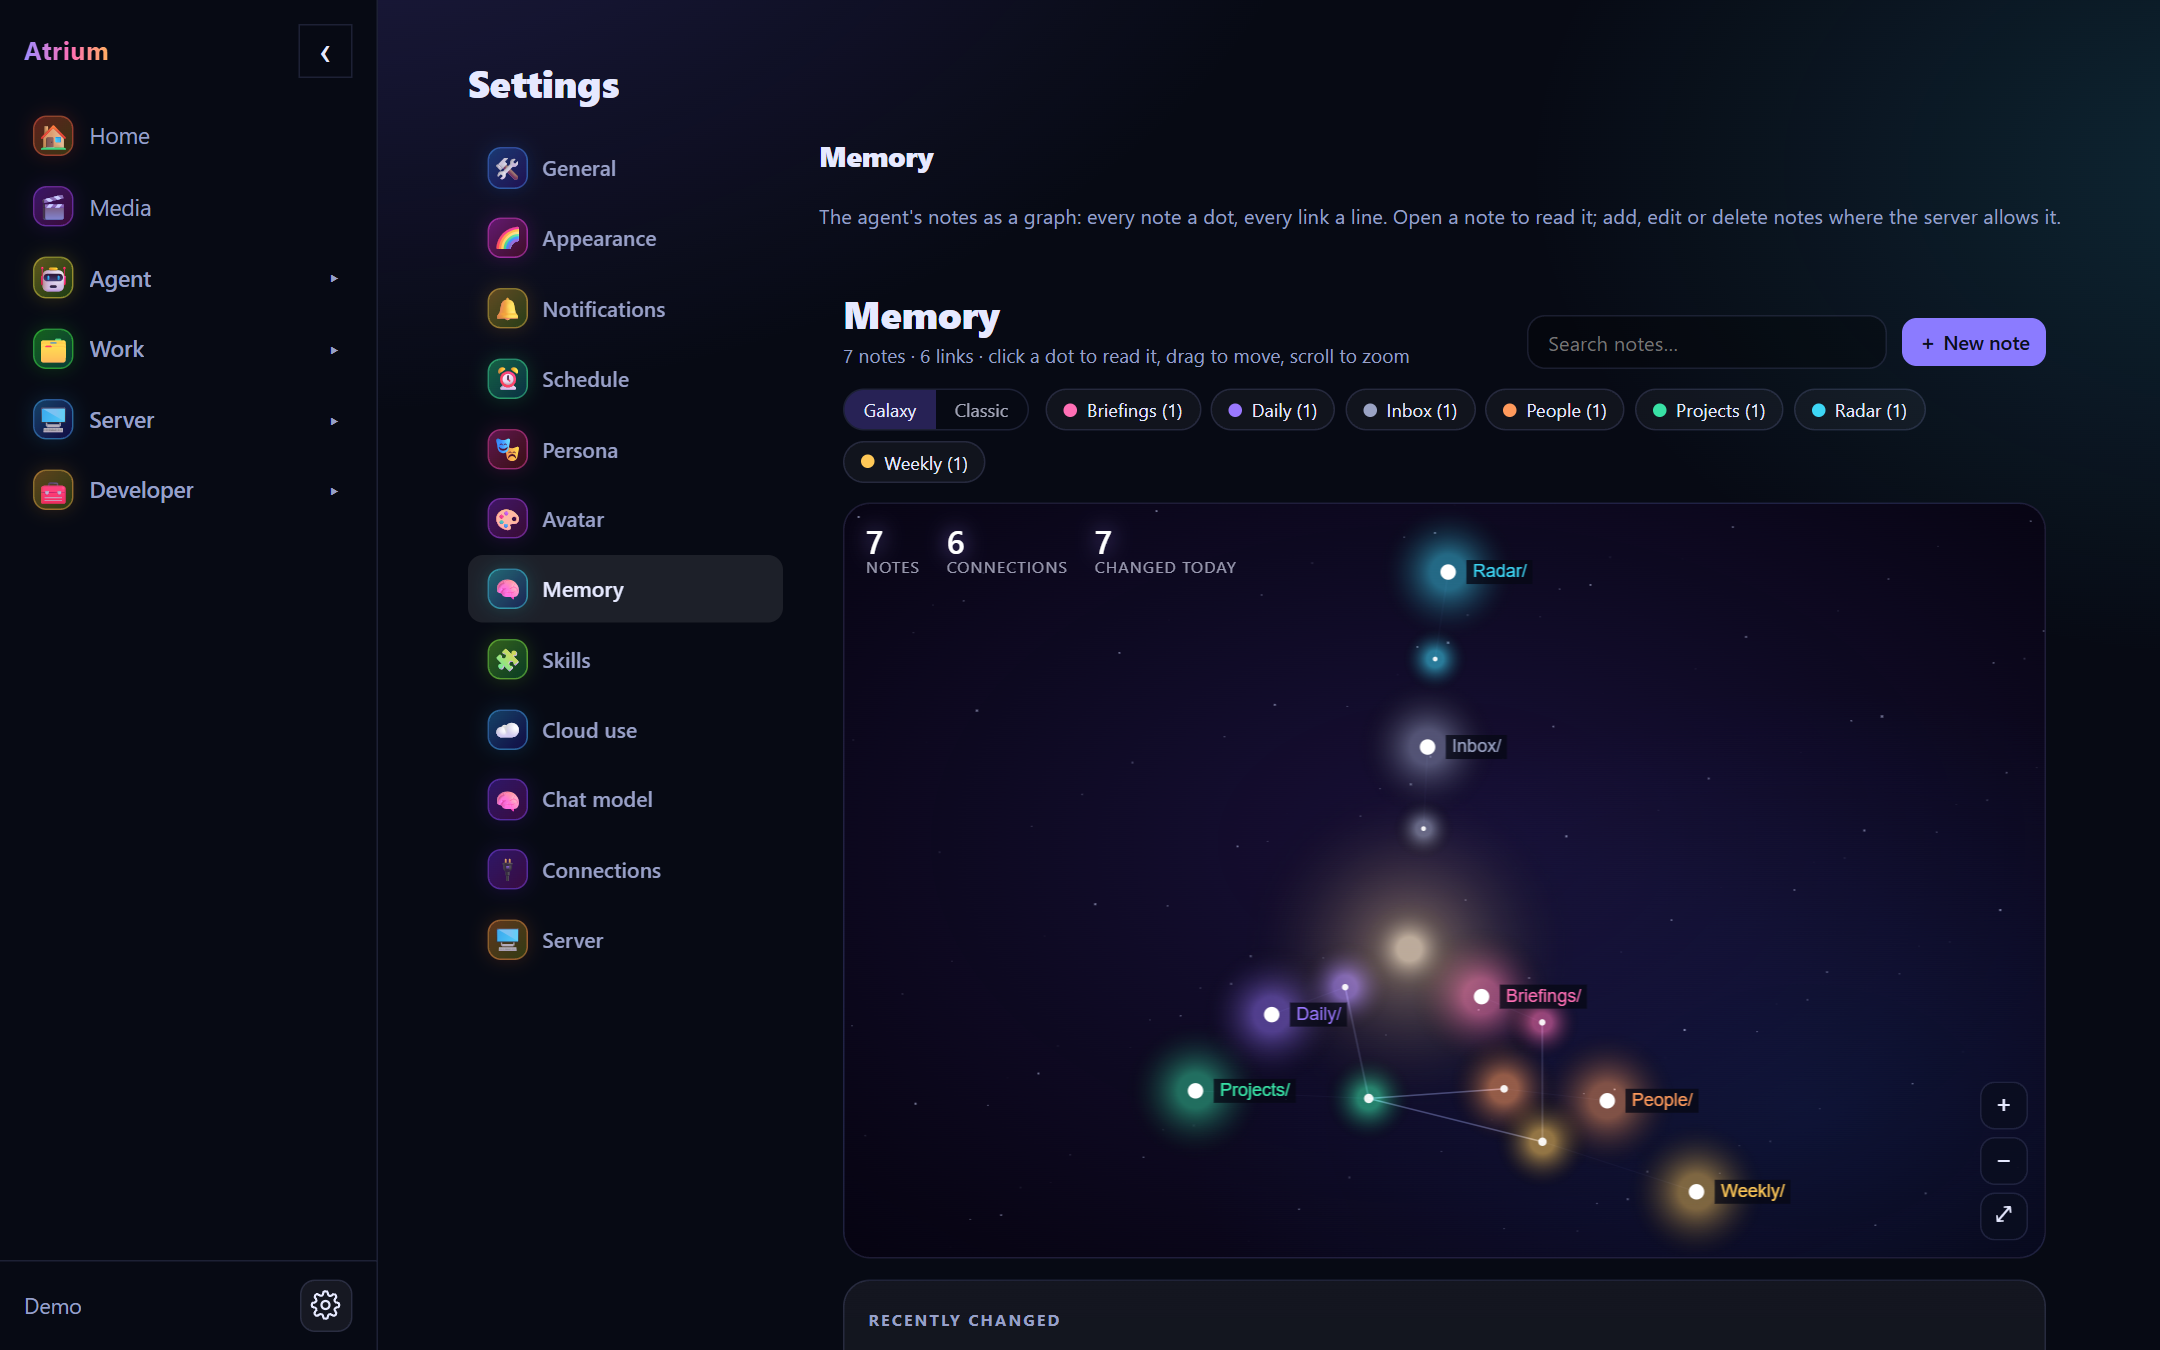 Atrium
❮
Home
Media
Agent
Work
Server
Developer
Demo
Settings
General
Appearance
Notifications
Schedule
Persona
Avatar
Memory
Skills
Cloud use
Chat model
Connections
Server
Memory
The agent's notes as a graph: every note a dot, every link a line. Open a note to read it; add, edit or delete notes where the server allows it.
Memory
7 notes · 6 links · click a dot to read it, drag to move, scroll to zoom
Search notes...
+ New note
Galaxy Classic Briefings (1) Daily (1) Inbox (1) People (1) Projects (1) Radar (1)
Weekly (1)
7 6 7
NOTES CONNECTIONS CHANGED TODAY
Radar/
Inbox/
Briefings/
Daily/
Projects/
People/
Weekly/
+
−
RECENTLY CHANGED